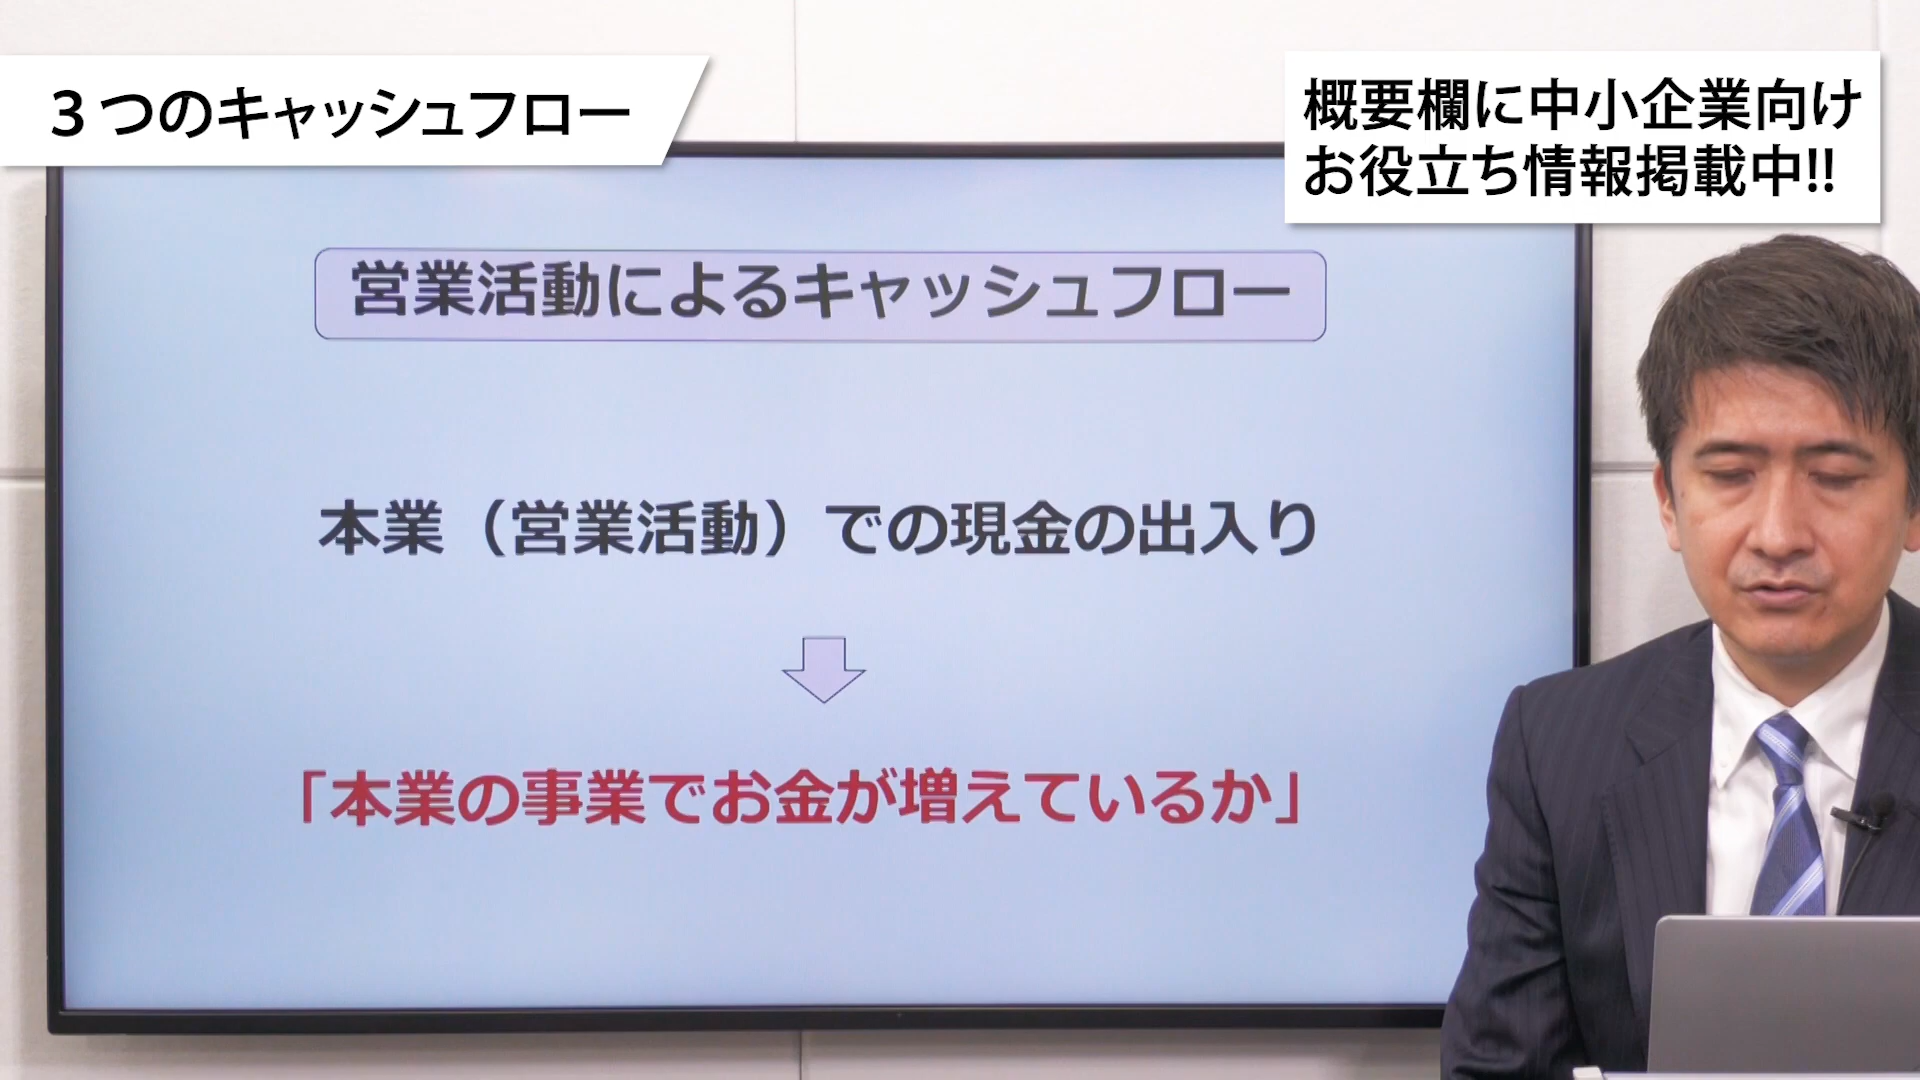 ３つのキャッシュフロー
概要欄に中小企業向け
お役立ち情報掲載中!!
営業活動によるキャッシュフロー
本業（営業活動）での現金の出入り
「本業の事業でお金が増えているか」